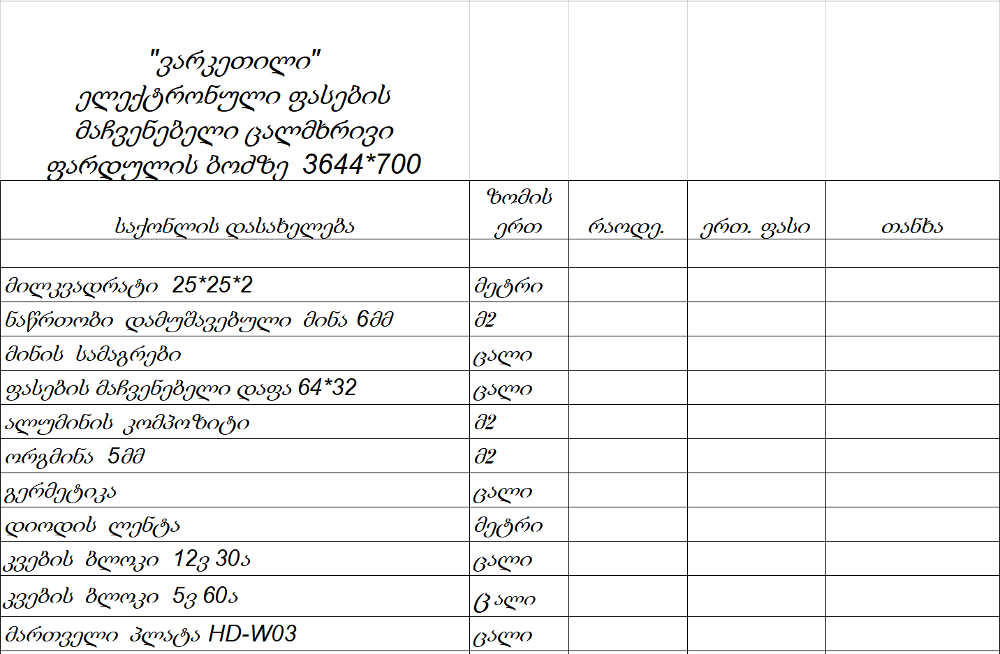 "ვარკეთილი"
ელექტრონული ფასების
მაჩვენებელი ცალმხრივი
ფარდულის ბოძზე 3644*700
საქონლის დასახელება ზომის ერთ რაოდე. ერთ. ფასი თანხა
მილკვადრატი 25*25*2 მეტრი
ნაწრთობი დამუშავებული მინა 6მმ მ2
მინის სამაგრები ცალი
ფასების მაჩვენებელი დაფა 64*32 ცალი
ალუმინის კომპოზიტი მ2
ორგმინა 5მმ მ2
გერმეტიკა ცალი
დიოდის ლენტა მეტრი
კვების ბლოკი 12ვ 30ა ცალი
კვების ბლოკი 5ვ 60ა ც ალი
მართველი პლატა HD-W03 ცალი